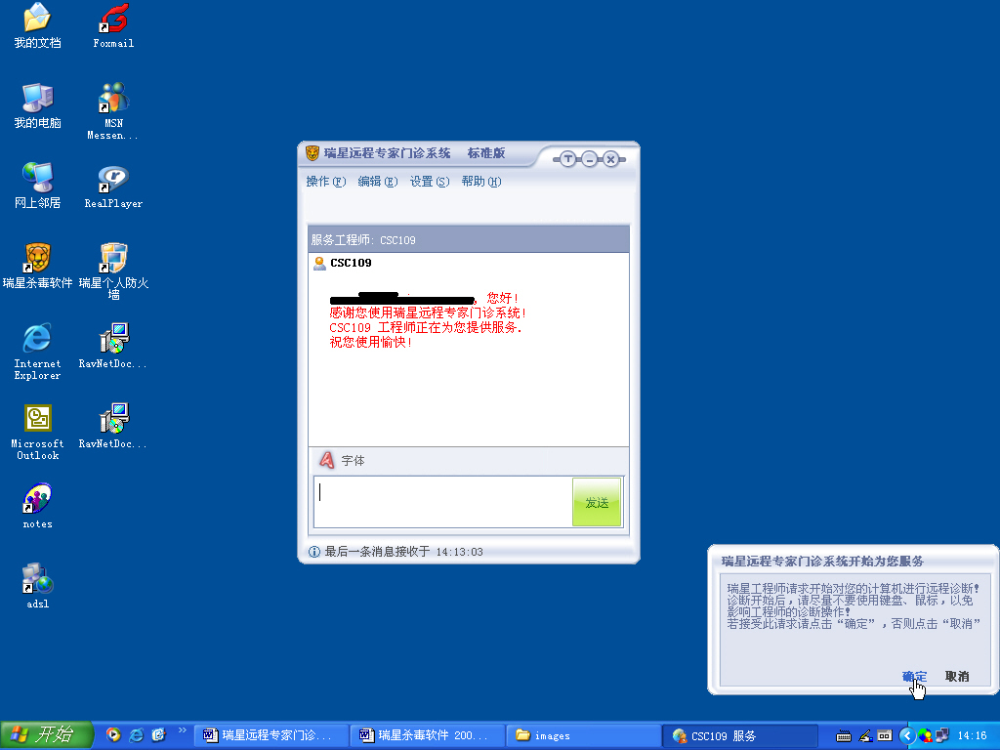 我的文档
Foxmail
我的电脑
MSN
Messen...
网上邻居
RealPlayer
瑞星杀毒软件
瑞星个人防火
墙
Internet
Explorer
RavNetDoc...
Microsoft
Outlook
RavNetDoc...
notes
adsl
瑞星远程专家门诊系统 标准版
操作(F) 编辑(E) 设置(S) 帮助(H)
服务工程师: CSC109
CSC109
, 您好!
感谢您使用瑞星远程专家门诊系统!
CSC109 工程师正在为您提供服务.
祝您使用愉快!
字体
发送
最后一条消息接收于 14:13:03
瑞星远程专家门诊系统开始为您服务
瑞星工程师请求开始对您的计算机进行远程诊断!
诊断开始后,请尽量不要使用键盘、鼠标,以免
影响工程师的诊断操作!
若接受此请求请点击“确定”,否则点击“取消”
确定 取消
开始
瑞星远程专家门诊...
瑞星杀毒软件 200...
images
CSC109 服务
14:16